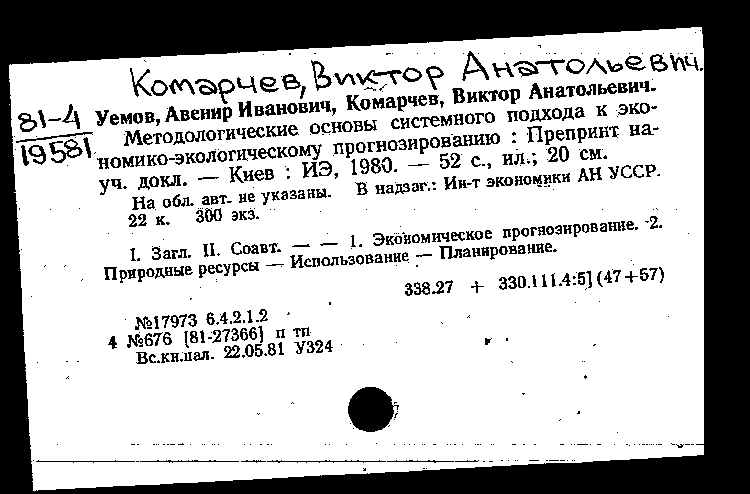 Комарчев, Виктор Анатольевич.
81-4
19581
Уемов, Авенир Иванович, Комарчев, Виктор Анатольевич.
Методологические основы системного подхода к эко-
номико-экологическому прогнозированию : Препринт на-
уч. докл. — Киев : ИЭ, 1980. — 52 с., ил.; 20 см.
На обл. авт. не указаны. В надзаг.: Ин-т экономики АН УССР.
22 к. 300 экз.
I. Загл. II. Соавт. — — 1. Экономическое прогнозирование. 2.
Природные ресурсы — Использование — Планирование.
338.27 + 330.111.4:5] (47+57)
№17973 6.4.2.1.2
4 №676 [81-27366] п тп
Вс.кн.пал. 22.05.81 У324